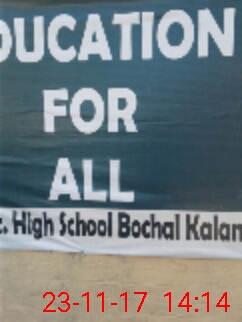 DUCATION
FOR
ALL
. High School Bochal Kalan
23-11-17 14:14